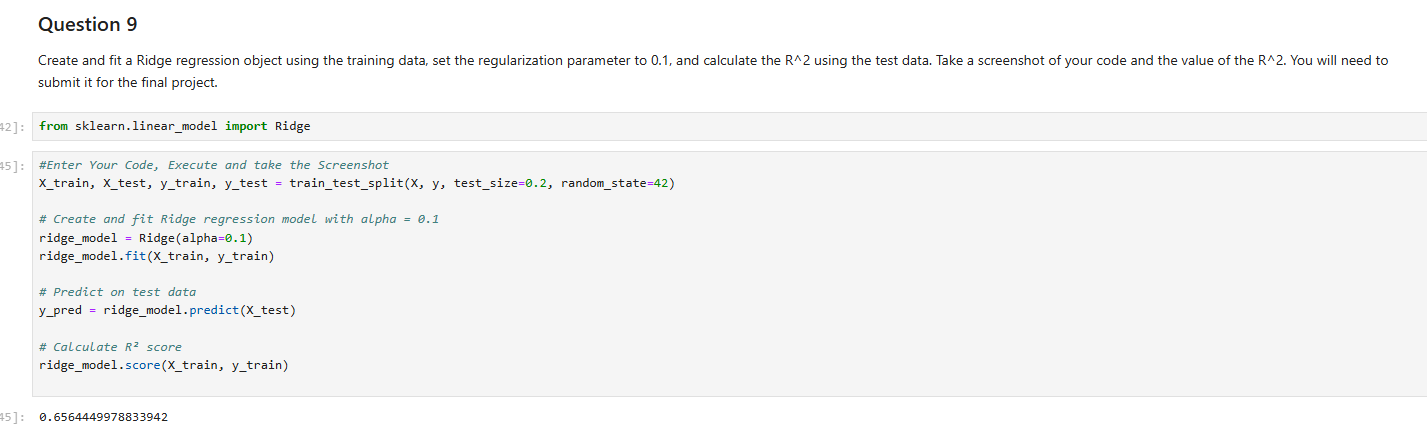 Question 9
Create and fit a Ridge regression object using the training data, set the regularization parameter to 0.1, and calculate the R^2 using the test data. Take a screenshot of your code and the value of the R^2. You will need to
submit it for the final project.
42]: from sklearn.linear_model import Ridge
45]: #Enter Your Code, Execute and take the Screenshot
X_train, X_test, y_train, y_test = train_test_split(X, y, test_size=0.2, random_state=42)
# Create and fit Ridge regression model with alpha = 0.1
ridge_model = Ridge(alpha=0.1)
ridge_model.fit(X_train, y_train)
# Predict on test data
y_pred = ridge_model.predict(X_test)
# Calculate R² score
ridge_model.score(X_train, y_train)
45]: 0.6564449978833942